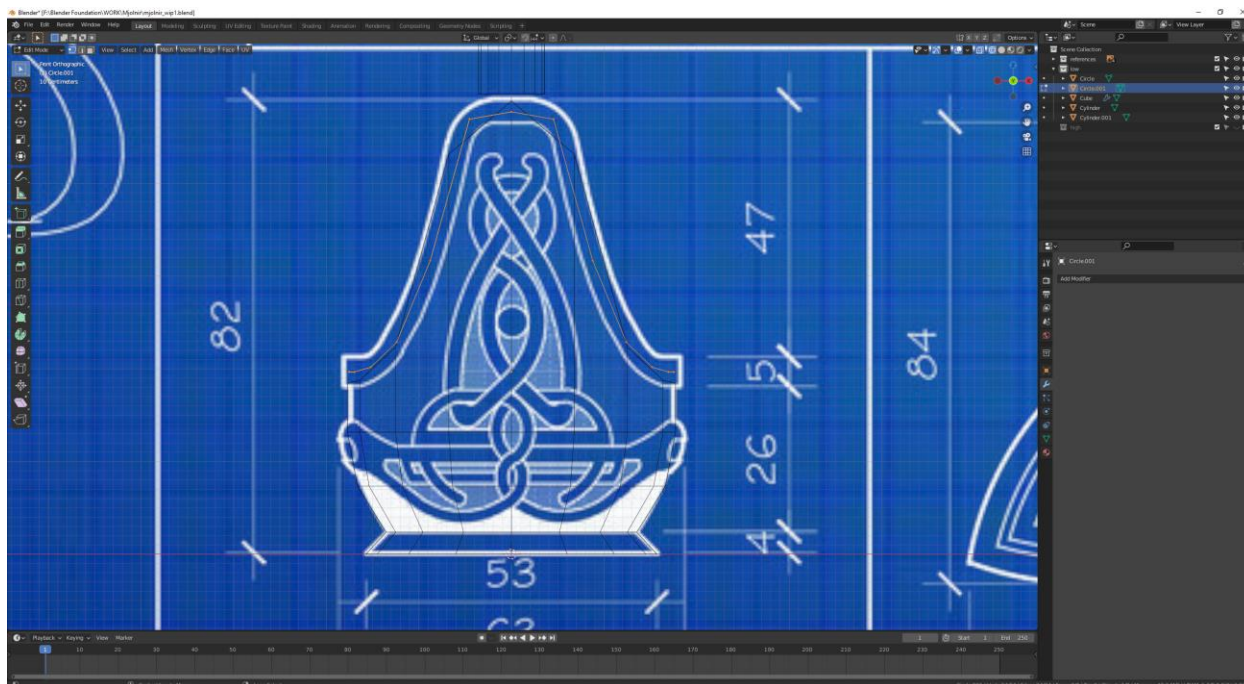 Blender* [F:\Blender Foundation\WORK\Mjolnir\mjolnir_wip1.blend]
File Edit Render Window Help Layout Modeling Sculpting UV Editing Texture Paint Shading Animation Rendering Compositing Geometry Nodes Scripting + Scene View Layer
Global Options
Edit Mode View Select Add Mesh Vertex Edge Face UV X Y Z
Front Orthographic
(1) Circle.001
10 Centimeters
Scene Collection
references
low
Circle
Circle.001
Cube
Cylinder
Cylinder.001
high
Circle.001
Add Modifier
47
82
84
5
26
4
53
Playback Keying View Marker 1 Start 1 End 250
1 10 20 30 40 50 60 70 80 90 100 110 120 130 140 150 160 170 180 190 200 210 220 230 240 250